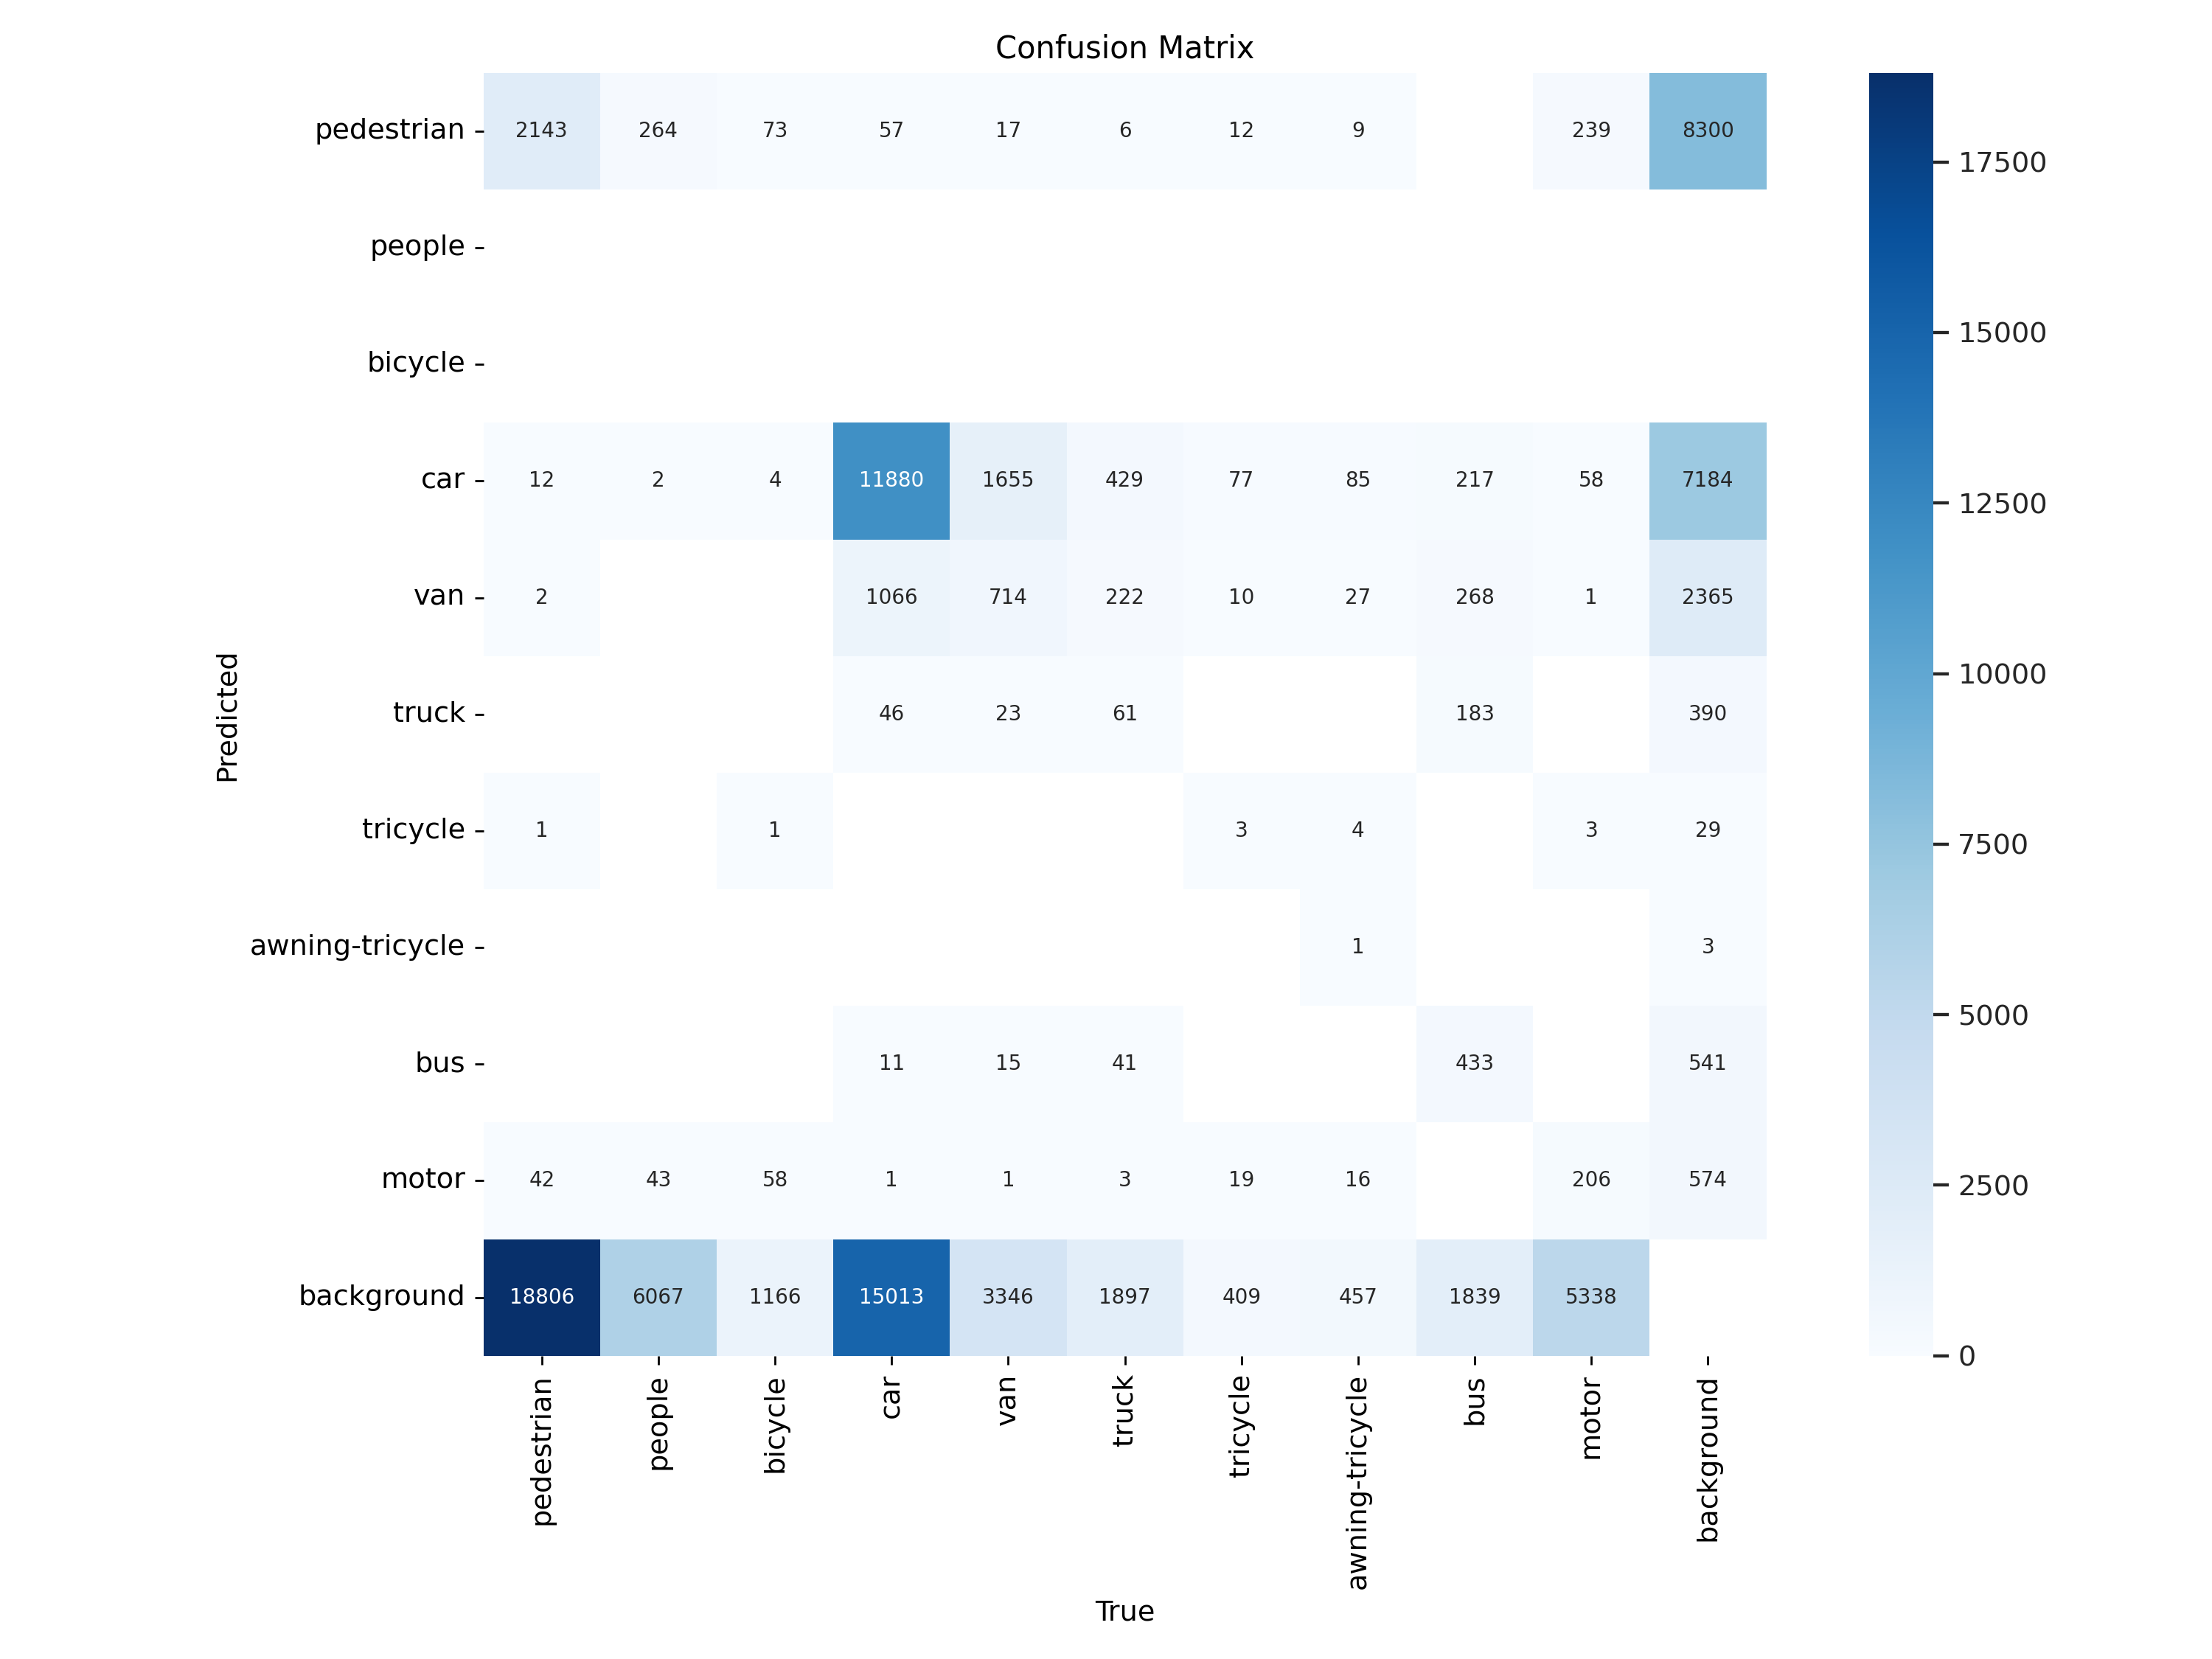 Confusion Matrix
pedestrian 2143 264 73 57 17 6 12 9 239 8300
people
bicycle
car 12 2 4 11880 1655 429 77 85 217 58 7184
van 2 1066 714 222 10 27 268 1 2365
truck 46 23 61 183 390
tricycle 1 1 3 4 3 29
awning-tricycle 1 3
bus 11 15 41 433 541
motor 42 43 58 1 1 3 19 16 206 574
background 18806 6067 1166 15013 3346 1897 409 457 1839 5338
Predicted
pedestrian people bicycle car van truck tricycle awning-tricycle bus motor background
True
17500
15000
12500
10000
7500
5000
2500
0